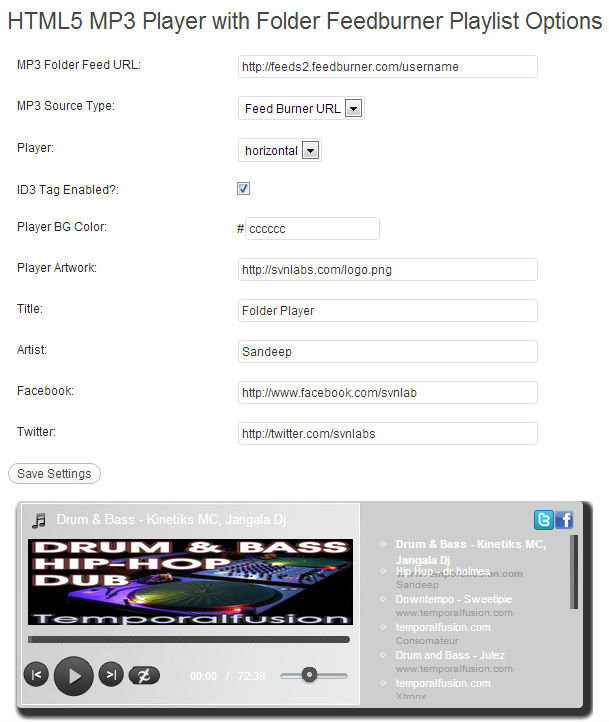 HTML5 MP3 Player with Folder Feedburner Playlist Options
MP3 Folder Feed URL: http://feeds2.feedburner.com/username
MP3 Source Type: Feed Burner URL
Player: horizontal
ID3 Tag Enabled?:
Player BG Color: # cccccc
Player Artwork: http://svnlabs.com/logo.png
Title: Folder Player
Artist: Sandeep
Facebook: http://www.facebook.com/svnlab
Twitter: http://twitter.com/svnlabs
Save Settings
Drum & Bass - Kinetiks MC, Jangala Dj
DRUM & BASS
HIP-HOP
DUB
Temporalfusion
00:00 / 72:39
Drum & Bass - Kinetiks MC,
Jangala Dj
Hip Hop - dr.holmes
www.temporalfusion.com
Sandeep
Downtempo - Sweetipie
www.temporalfusion.com
temporalfusion.com
Consomateur
Drum and Bass - Julez
www.temporalfusion.com
temporalfusion.com